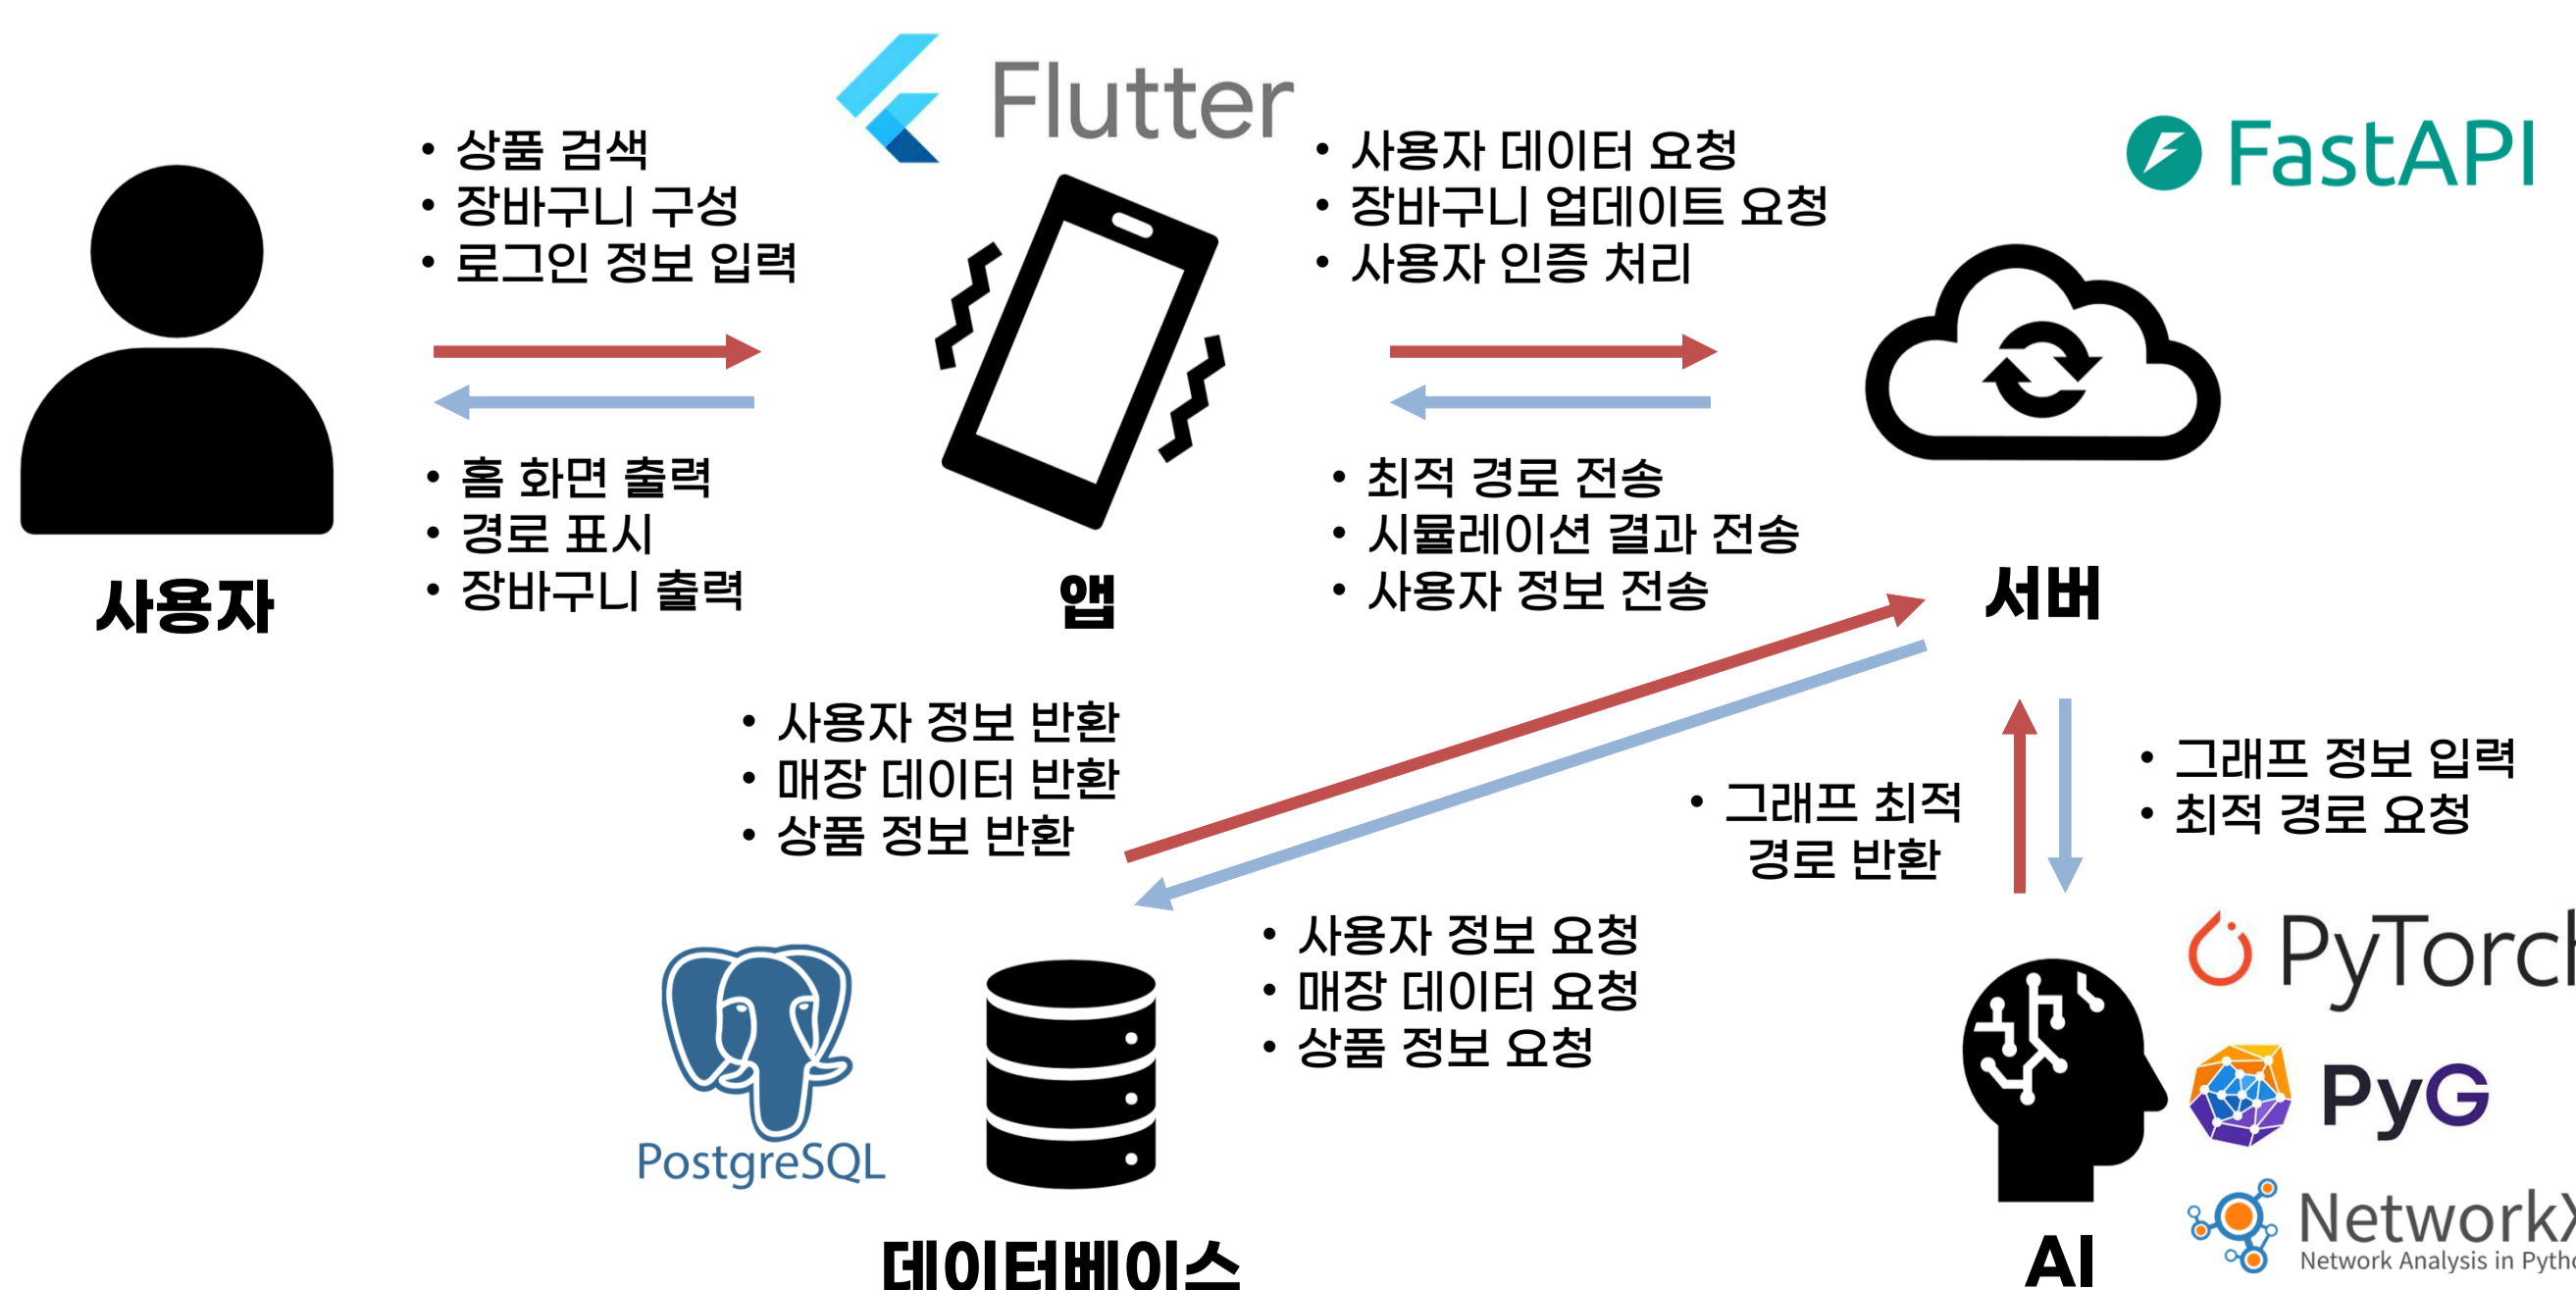 Flutter
FastAPI
• 상품 검색
• 장바구니 구성
• 로그인 정보 입력
• 사용자 데이터 요청
• 장바구니 업데이트 요청
• 사용자 인증 처리
• 홈 화면 출력
• 경로 표시
• 장바구니 출력
• 최적 경로 전송
• 시뮬레이션 결과 전송
• 사용자 정보 전송
사용자
앱
서버
• 사용자 정보 반환
• 매장 데이터 반환
• 상품 정보 반환
• 그래프 최적
경로 반환
• 그래프 정보 입력
• 최적 경로 요청
• 사용자 정보 요청
• 매장 데이터 요청
• 상품 정보 요청
PostgreSQL
데이터베이스
PyTorch
PyG
NetworkX
Network Analysis in Pytho
AI